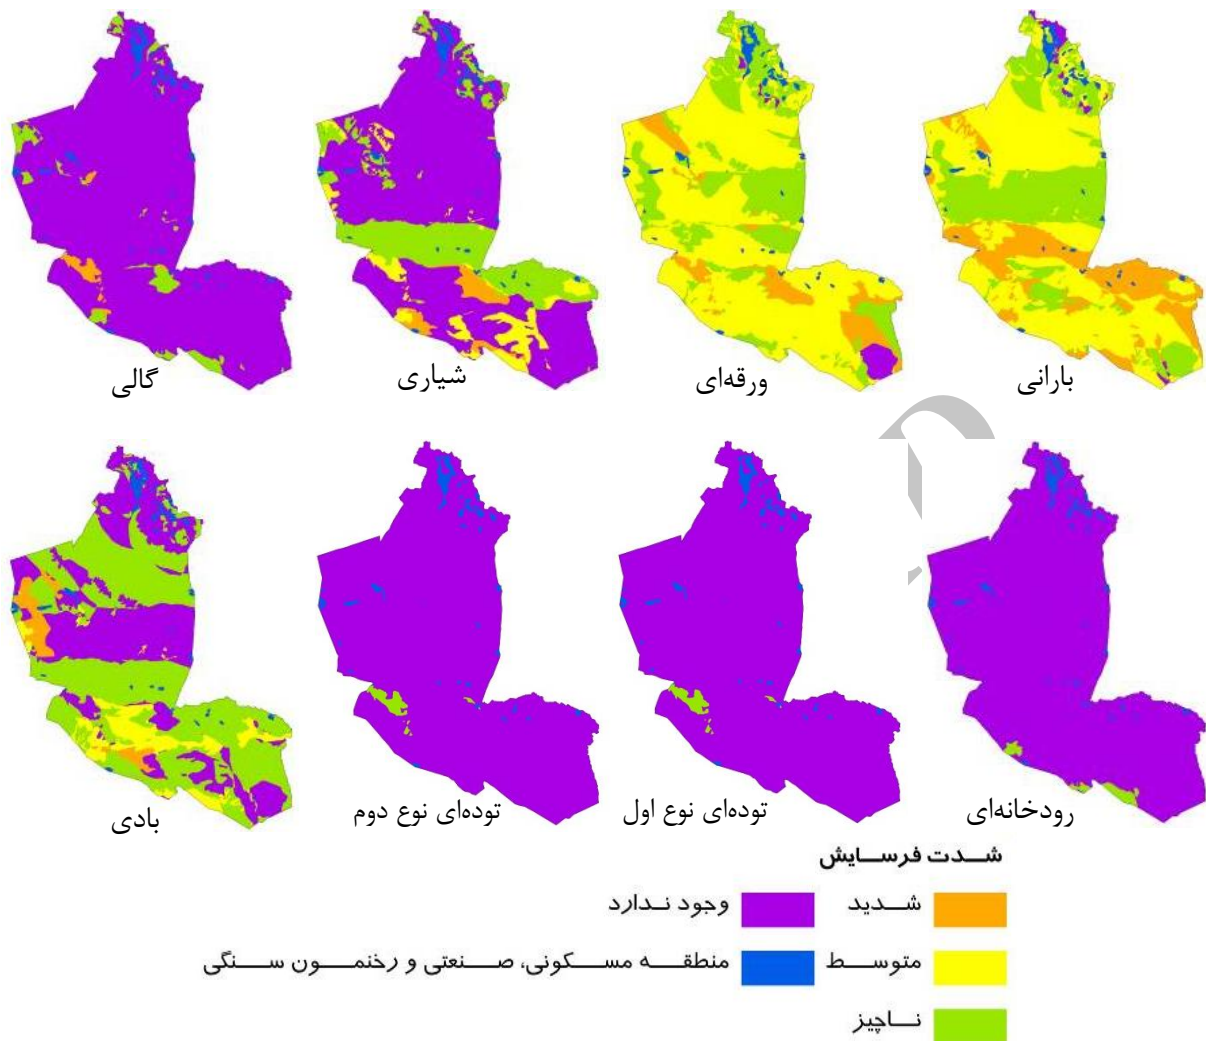 بارانی
ورقه‌ای
شیاری
گالی
رودخانه‌ای
توده‌ای نوع اول
توده‌ای نوع دوم
بادی
شدت فرسایش
شدید
وجود ندارد
متوسط
منطقه مسکونی، صنعتی و رخنمون سنگی
ناچیز